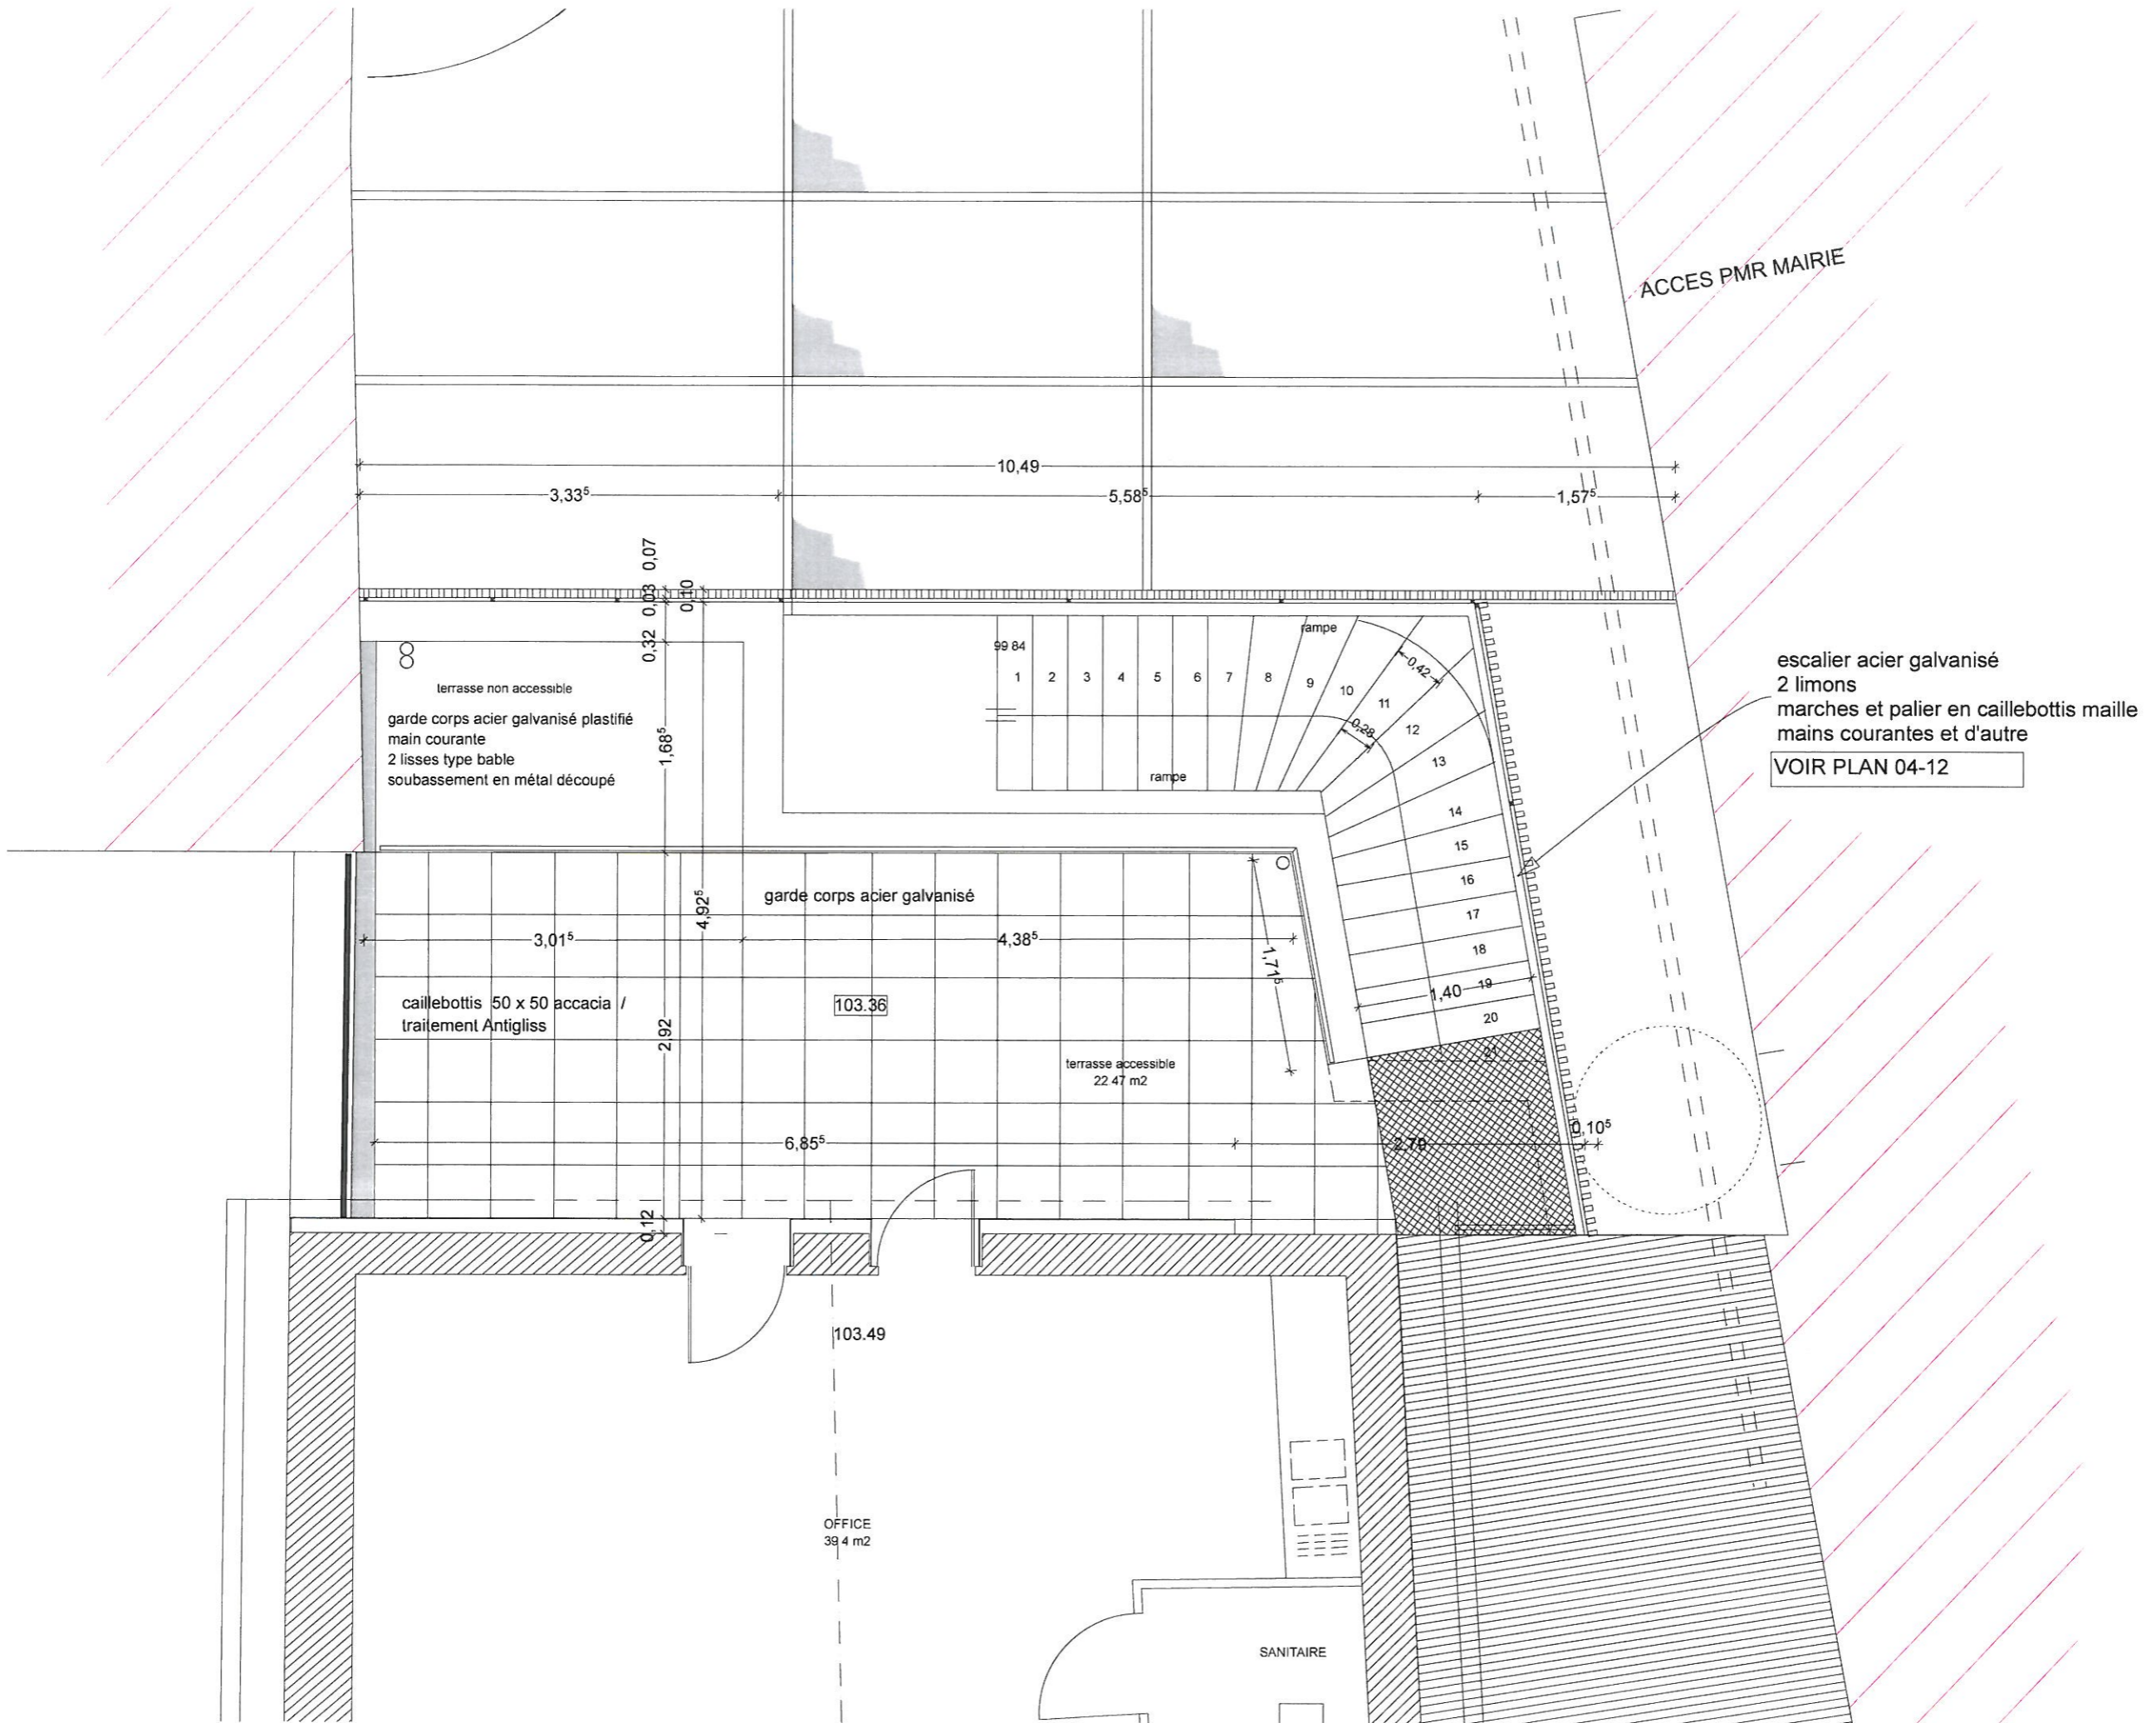 ACCES PMR MAIRIE
10,49
3,33⁵
5,58⁵
1,57⁵
0,07
0,03
0,10
0,32
rampe
99 84
1 2 3 4 5 6 7 8 9 10 11 12 13 14 15 16 17 18 19 20 21
0,42
0,28
rampe
terrasse non accessible
garde corps acier galvanisé plastifié
main courante
2 lisses type bable
soubassement en métal découpé
1,68⁵
escalier acier galvanisé
2 limons
marches et palier en caillebottis maille
mains courantes et d'autre
VOIR PLAN 04-12
garde corps acier galvanisé
4,92⁵
3,01⁵
4,38⁵
1,71⁵
caillebottis 50 x 50 accacia /
traitement Antigliss
103.36
1,40
2,92
terrasse accessible
22 47 m2
6,85⁵
2,79
0,10⁵
0,12
103.49
OFFICE
39 4 m2
SANITAIRE